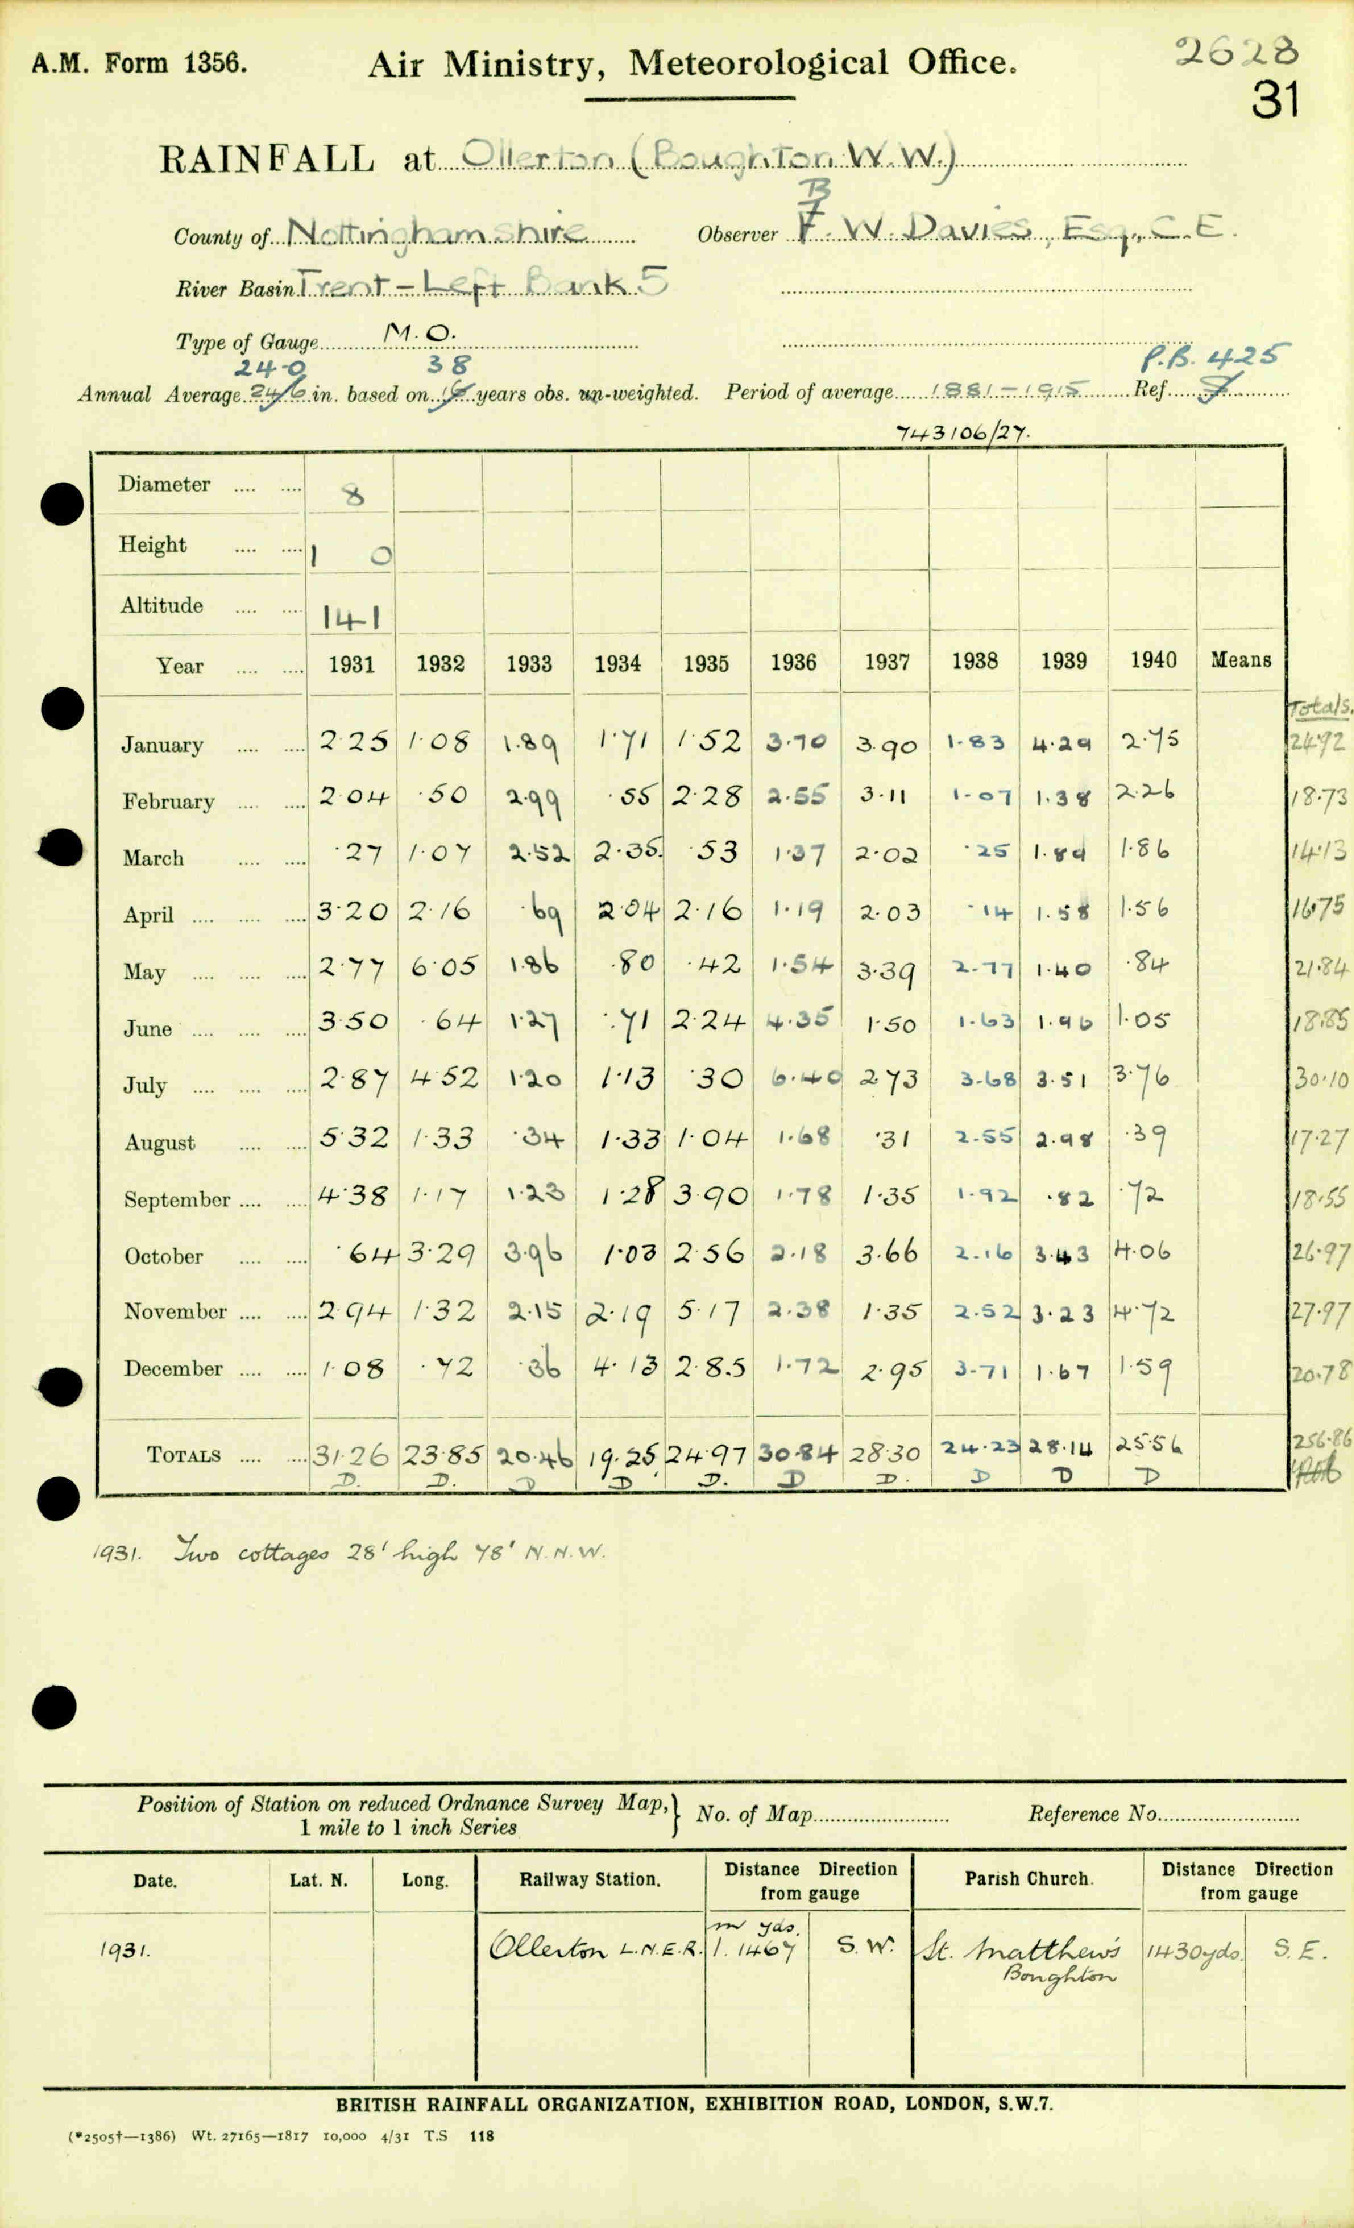 A.M. Form 1356. Air Ministry, Meteorological Office. 2628
31
RAINFALL at Ollerton (Boughton W.W.)
B
7
County of Nottinghamshire Observer F. W. Davies, Esq., C.E.
River Basin Trent – Left Bank 5
Type of Gauge M.O.
24.0 38 P.B. 425
Annual Average 24.6 in. based on years obs. un-weighted. Period of average 1881–1915 Ref.
743106/27.
Diameter .... .... 8
Height .... .... 1 0
Altitude .... .... 141
Year .... .... 1931 1932 1933 1934 1935 1936 1937 1938 1939 1940 Means
Totals.
January .... .... 2.25 1.08 1.89 1.71 1.52 3.70 3.90 1.83 4.29 2.75 24.92
February .... .... 2.04 .50 2.99 .55 2.28 2.55 3.11 1.07 1.38 2.26 18.73
March .... .... .27 1.07 2.52 2.35 .53 1.37 2.02 .25 1.89 1.86 14.13
April .... .... .... 3.20 2.16 .69 2.04 2.16 1.19 2.03 .14 1.58 1.56 16.75
May .... .... .... 2.77 6.05 1.86 .80 .42 1.54 3.39 2.77 1.40 .84 21.84
June .... .... .... 3.50 .64 1.27 .71 2.24 4.35 1.50 1.63 1.96 1.05 18.85
July .... .... .... 2.87 4.52 1.20 1.13 .30 6.40 2.73 3.68 3.51 3.76 30.10
August .... .... 5.32 1.33 .34 1.33 1.04 1.68 .31 2.55 2.98 .39 17.27
September .... .... 4.38 1.17 1.23 1.28 3.90 1.78 1.35 1.92 .82 .72 18.55
October .... .... .64 3.29 3.96 1.03 2.56 2.18 3.66 2.16 3.43 4.06 26.97
November .... .... 2.94 1.32 2.15 2.19 5.17 2.38 1.35 2.52 3.23 4.72 27.97
December .... .... 1.08 .72 .36 4.13 2.85 1.72 2.95 3.71 1.67 1.59 20.78
TOTALS .... .... 31.26 23.85 20.46 19.25 24.97 30.84 28.30 24.23 28.14 25.56 256.86
D. D. D D D. D D. D D D
1931. Two cottages 28' high 78' N.N.W.
Position of Station on reduced Ordnance Survey Map, } No. of Map Reference No.
1 mile to 1 inch Series
Date. Lat. N. Long. Railway Station. Distance Direction Parish Church. Distance Direction
from gauge from gauge
m yds.
1931. Ollerton L.N.E.R. 1. 1467 S.W. St. Matthew's 1430 yds. S.E.
Boughton
BRITISH RAINFALL ORGANIZATION, EXHIBITION ROAD, LONDON, S.W.7.
(*2505†—1386) Wt. 27165—1817 10,000 4/31 T.S 118